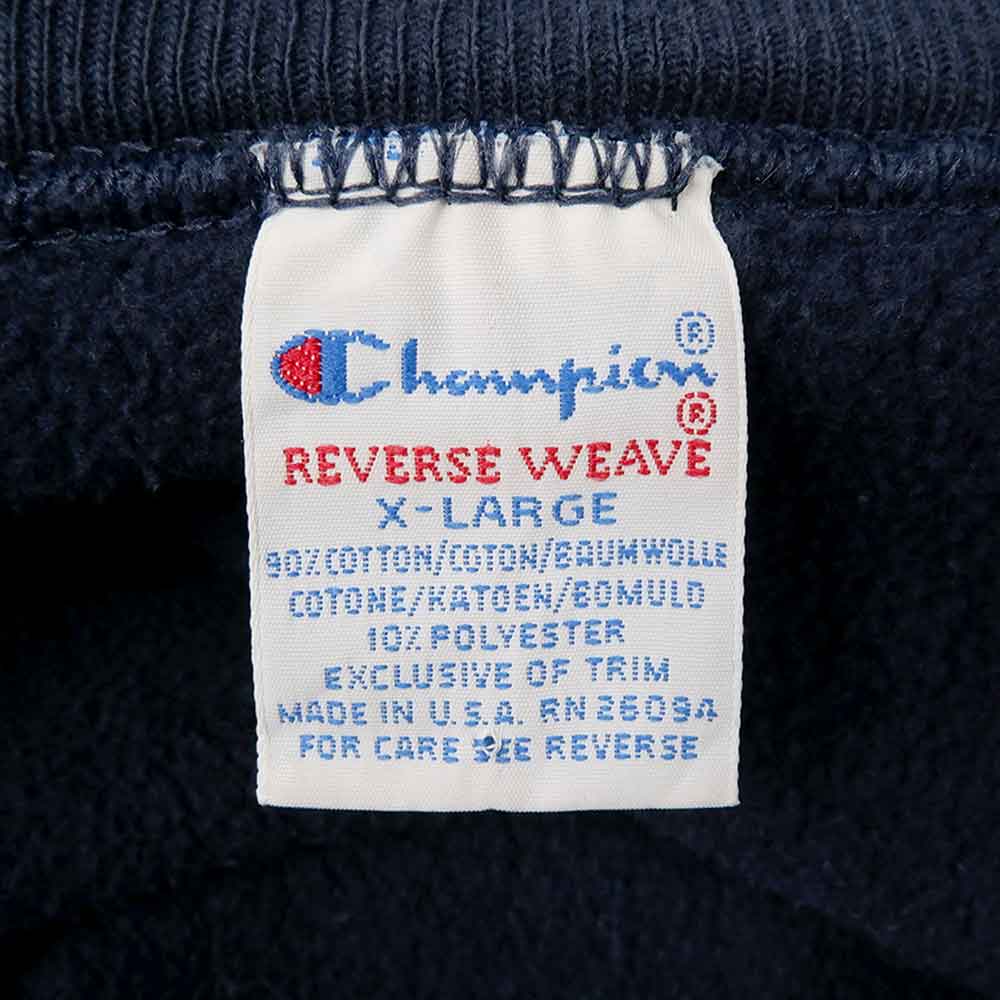 Champion ®
®
REVERSE WEAVE
X-LARGE
90% COTTON/COTON/BAUMWOLLE
COTONE/KATOEN/BOMULD
10% POLYESTER
EXCLUSIVE OF TRIM
MADE IN U.S.A. RN 26094
FOR CARE SEE REVERSE